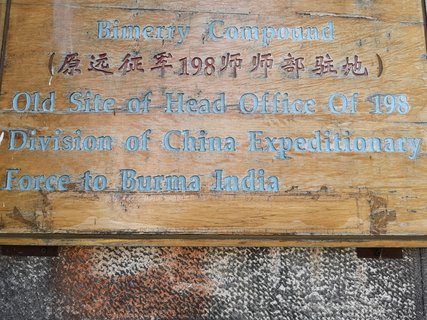 Bimerry Compound
(原远征军198师师部驻地)
Old Site of Head Office Of 198
Division of China Expeditionary
Force to Burma India